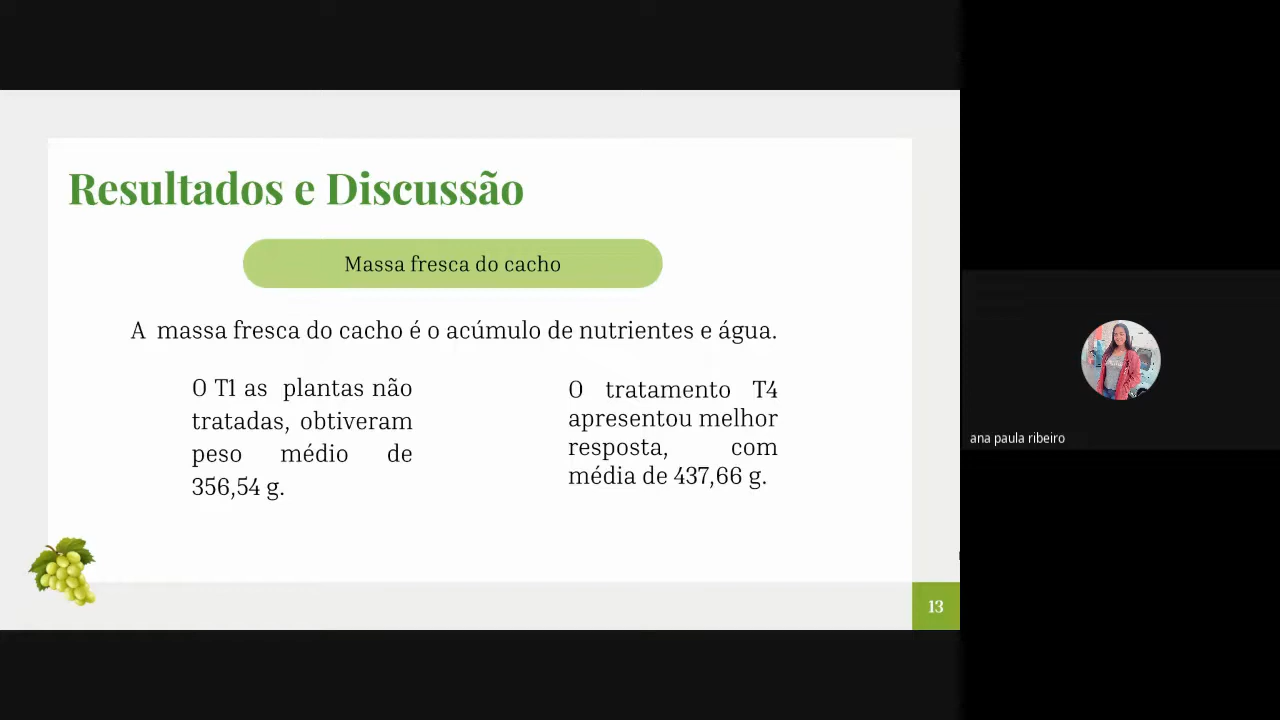 Resultados e Discussão
Massa fresca do cacho
A massa fresca do cacho é o acúmulo de nutrientes e água.
O T1 as plantas não
tratadas, obtiveram
peso médio de
356,54 g.
O tratamento T4
apresentou melhor
resposta, com
média de 437,66 g.
13
ana paula ribeiro